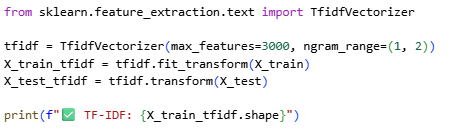 from sklearn.feature_extraction.text import TfidfVectorizer
tfidf = TfidfVectorizer(max_features=3000, ngram_range=(1, 2))
X_train_tfidf = tfidf.fit_transform(X_train)
X_test_tfidf = tfidf.transform(X_test)
print(f"✅ TF-IDF: {X_train_tfidf.shape}")